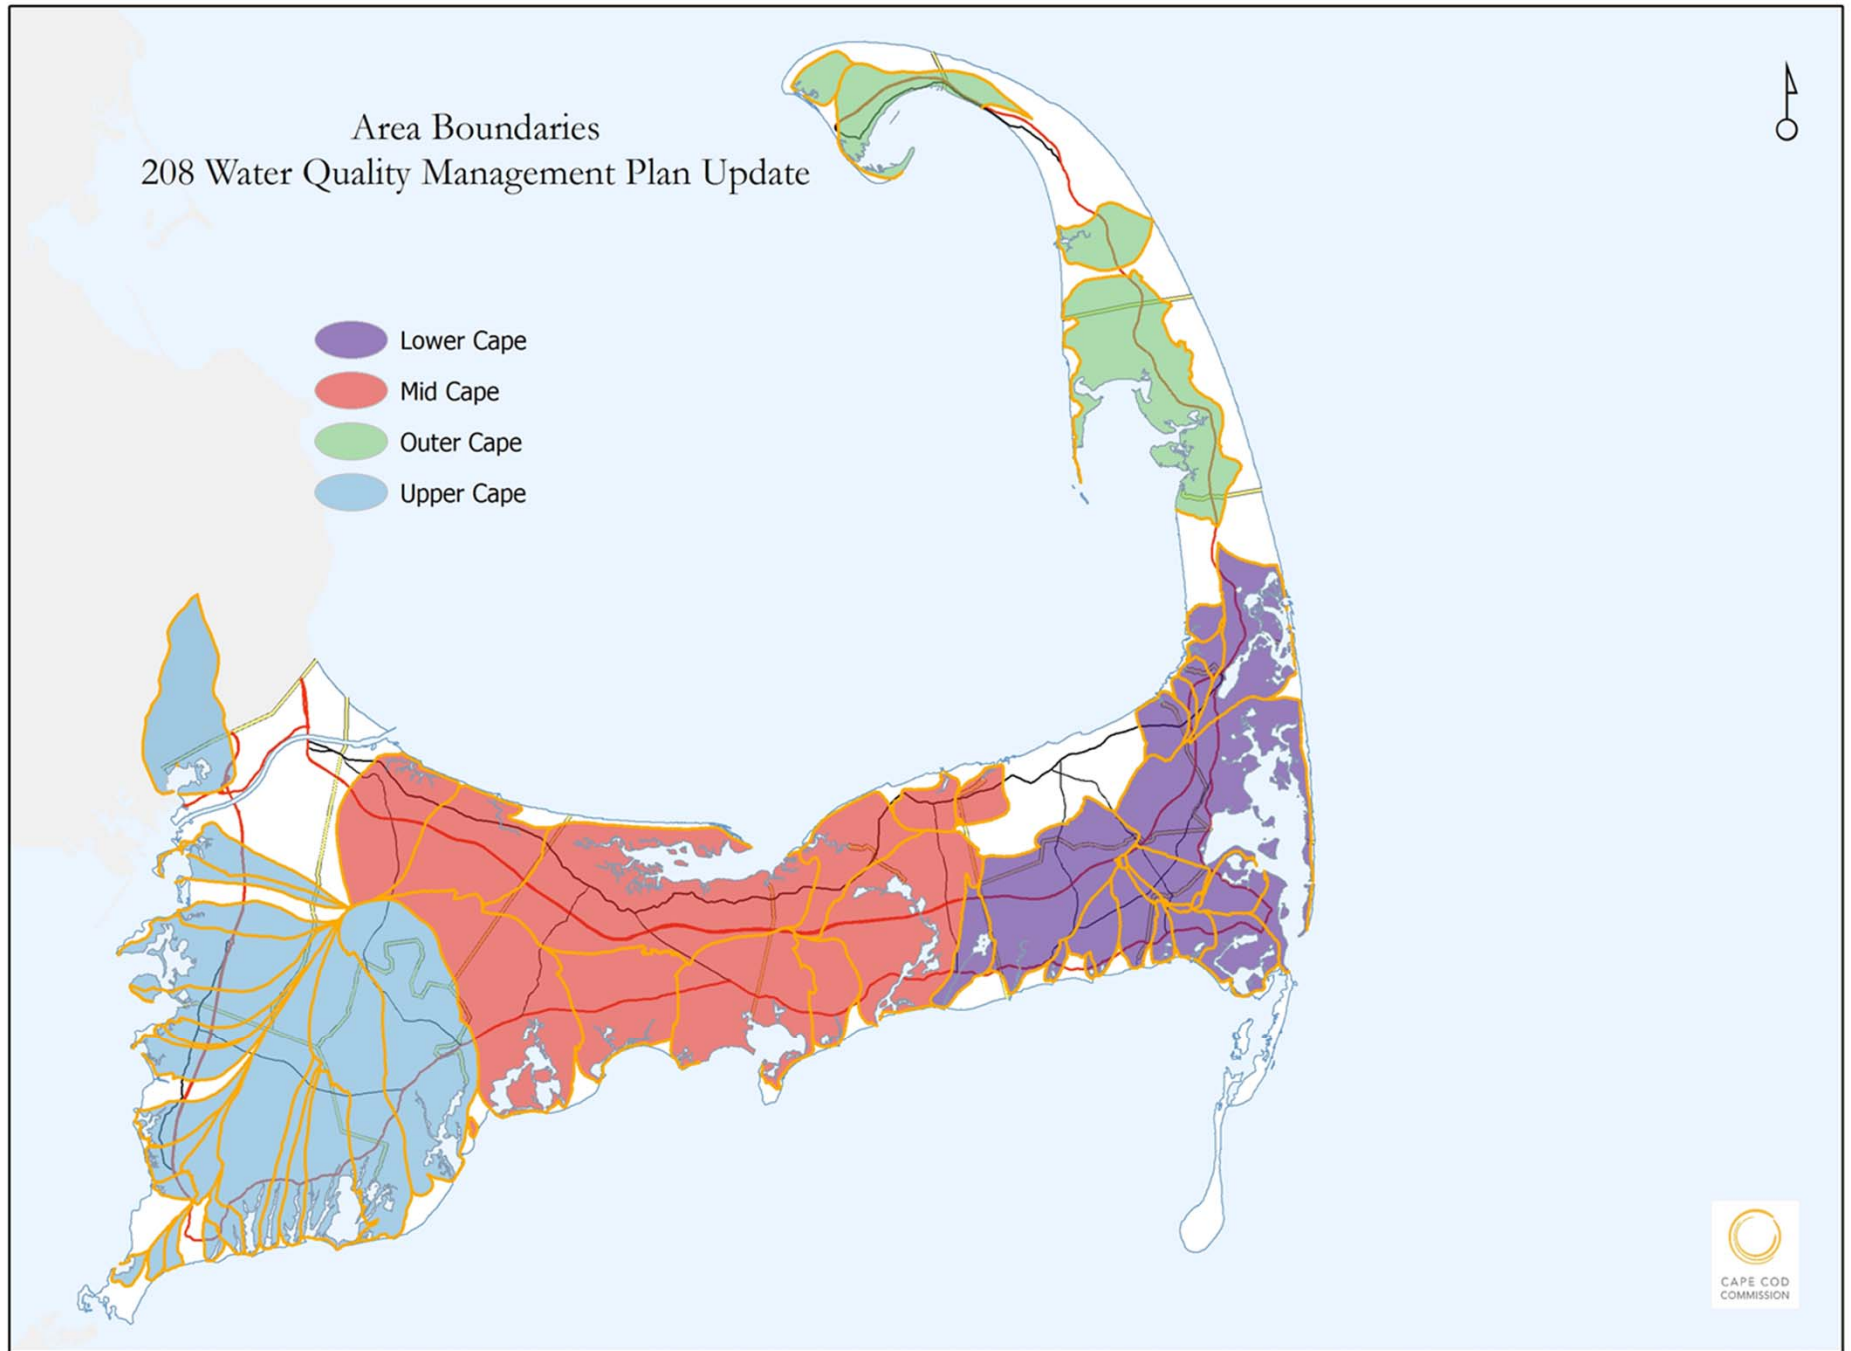 Area Boundaries
208 Water Quality Management Plan Update
Lower Cape
Mid Cape
Outer Cape
Upper Cape
CAPE COD
COMMISSION